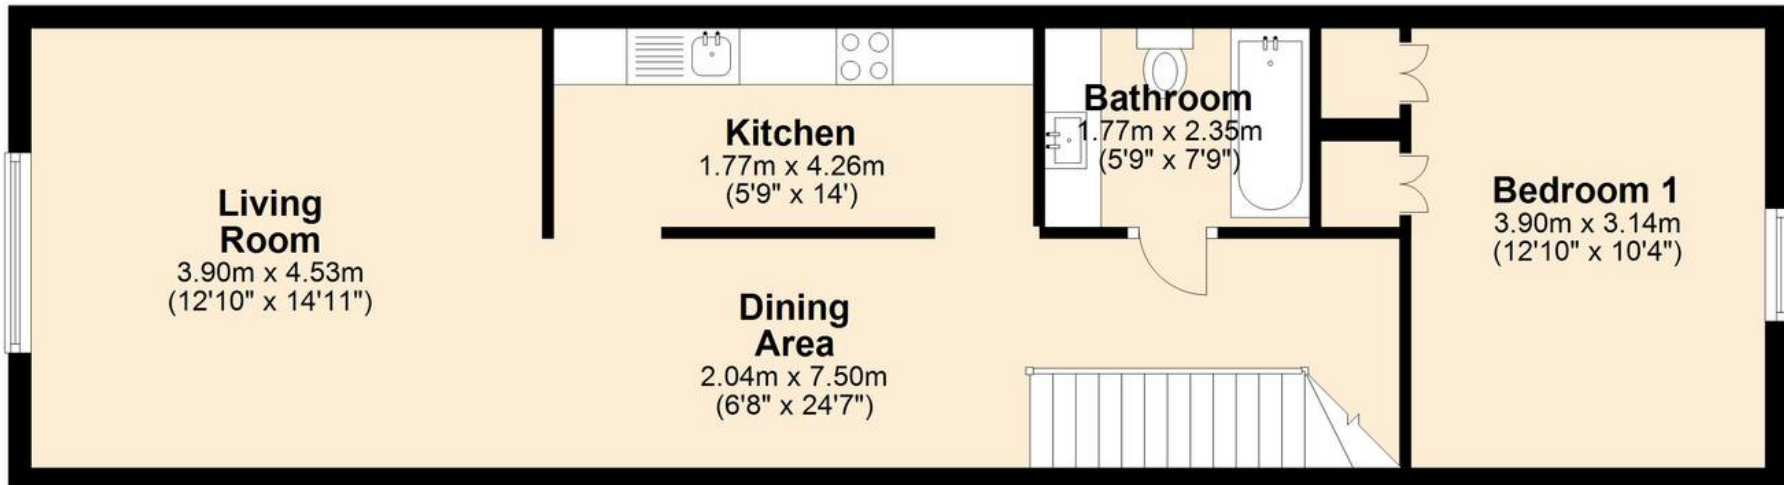 Living
Room
3.90m x 4.53m
(12'10" x 14'11")
Kitchen
1.77m x 4.26m
(5'9" x 14')
Dining
Area
2.04m x 7.50m
(6'8" x 24'7")
Bathroom
1.77m x 2.35m
(5'9" x 7'9")
Bedroom 1
3.90m x 3.14m
(12'10" x 10'4")